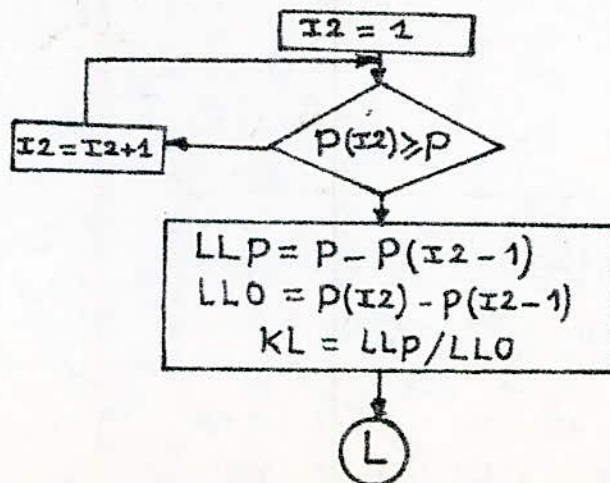 I2 = 1
P(I2)≥P
I2=I2+1
LLP = P - P(I2-1)
LLO = P(I2) - P(I2-1)
KL = LLP/LLO
L